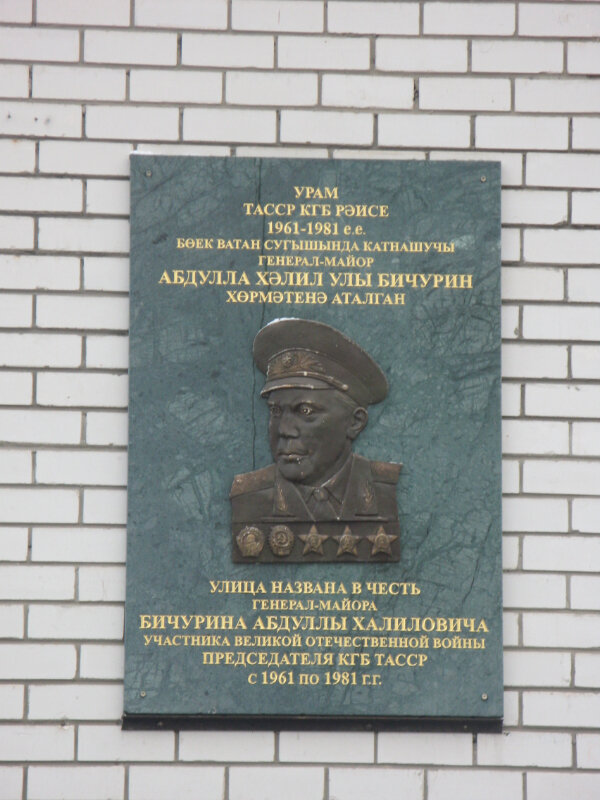 УРАМ
ТАССР КГБ РӘИСЕ
1961-1981 е.е.
БӨЕК ВАТАН СУГЫШЫНДА КАТНАШУЧЫ
ГЕНЕРАЛ-МАЙОР
АБДУЛЛА ХӘЛИЛ УЛЫ БИЧУРИН
ХӨРМӘТЕНӘ АТАЛГАН
УЛИЦА НАЗВАНА В ЧЕСТЬ
ГЕНЕРАЛ-МАЙОРА
БИЧУРИНА АБДУЛЛЫ ХАЛИЛОВИЧА
УЧАСТНИКА ВЕЛИКОЙ ОТЕЧЕСТВЕННОЙ ВОЙНЫ
ПРЕДСЕДАТЕЛЯ КГБ ТАССР
С 1961 ПО 1981 Г.Г.